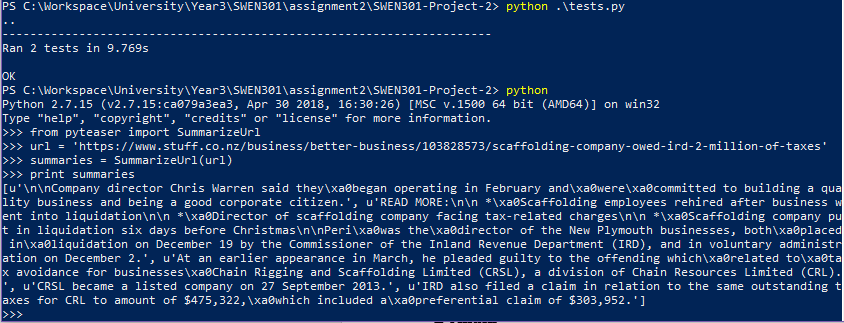 PS C:\Workspace\University\Year3\SWEN301\assignment2\SWEN301-Project-2> python .\tests.py
..
----------------------------------------------------------------------
Ran 2 tests in 9.769s

OK
PS C:\Workspace\University\Year3\SWEN301\assignment2\SWEN301-Project-2> python
Python 2.7.15 (v2.7.15:ca079a3ea3, Apr 30 2018, 16:30:26) [MSC v.1500 64 bit (AMD64)] on win32
Type "help", "copyright", "credits" or "license" for more information.
>>> from pyteaser import SummarizeUrl
>>> url = 'https://www.stuff.co.nz/business/better-business/103828573/scaffolding-company-owed-ird-2-million-of-taxes'
>>> summaries = SummarizeUrl(url)
>>> print summaries
[u'\n\nCompany director Chris Warren said they\xa0began operating in February and\xa0were\xa0committed to building a qua
lity business and being a good corporate citizen.', u'READ MORE:\n\n *\xa0Scaffolding employees rehired after business w
ent into liquidation\n\n *\xa0Director of scaffolding company facing tax-related charges\n\n *\xa0Scaffolding company pu
t in liquidation six days before Christmas\n\nPeri\xa0was the\xa0director of the New Plymouth businesses, both\xa0placed
 in\xa0liquidation on December 19 by the Commissioner of the Inland Revenue Department (IRD), and in voluntary administr
ation on December 2.', u'At an earlier appearance in March, he pleaded guilty to the offending which\xa0related to\xa0ta
x avoidance for businesses\xa0Chain Rigging and Scaffolding Limited (CRSL), a division of Chain Resources Limited (CRL).
', u'CRSL became a listed company on 27 September 2013.', u'IRD also filed a claim in relation to the same outstanding t
axes for CRL to amount of $475,322,\xa0which included a\xa0preferential claim of $303,952.']
>>>